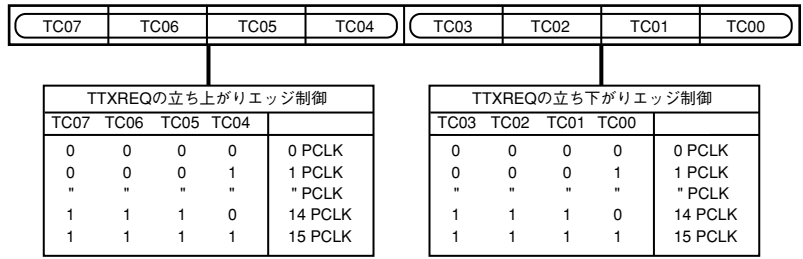 TC07 TC06 TC05 TC04 TC03 TC02 TC01 TC00
TTXREQの立ち上がりエッジ制御
TC07 TC06 TC05 TC04
0 0 0 0 0 PCLK
0 0 0 1 1 PCLK
" " " " " PCLK
1 1 1 0 14 PCLK
1 1 1 1 15 PCLK
TTXREQの立ち下がりエッジ制御
TC03 TC02 TC01 TC00
0 0 0 0 0 PCLK
0 0 0 1 1 PCLK
" " " " " PCLK
1 1 1 0 14 PCLK
1 1 1 1 15 PCLK